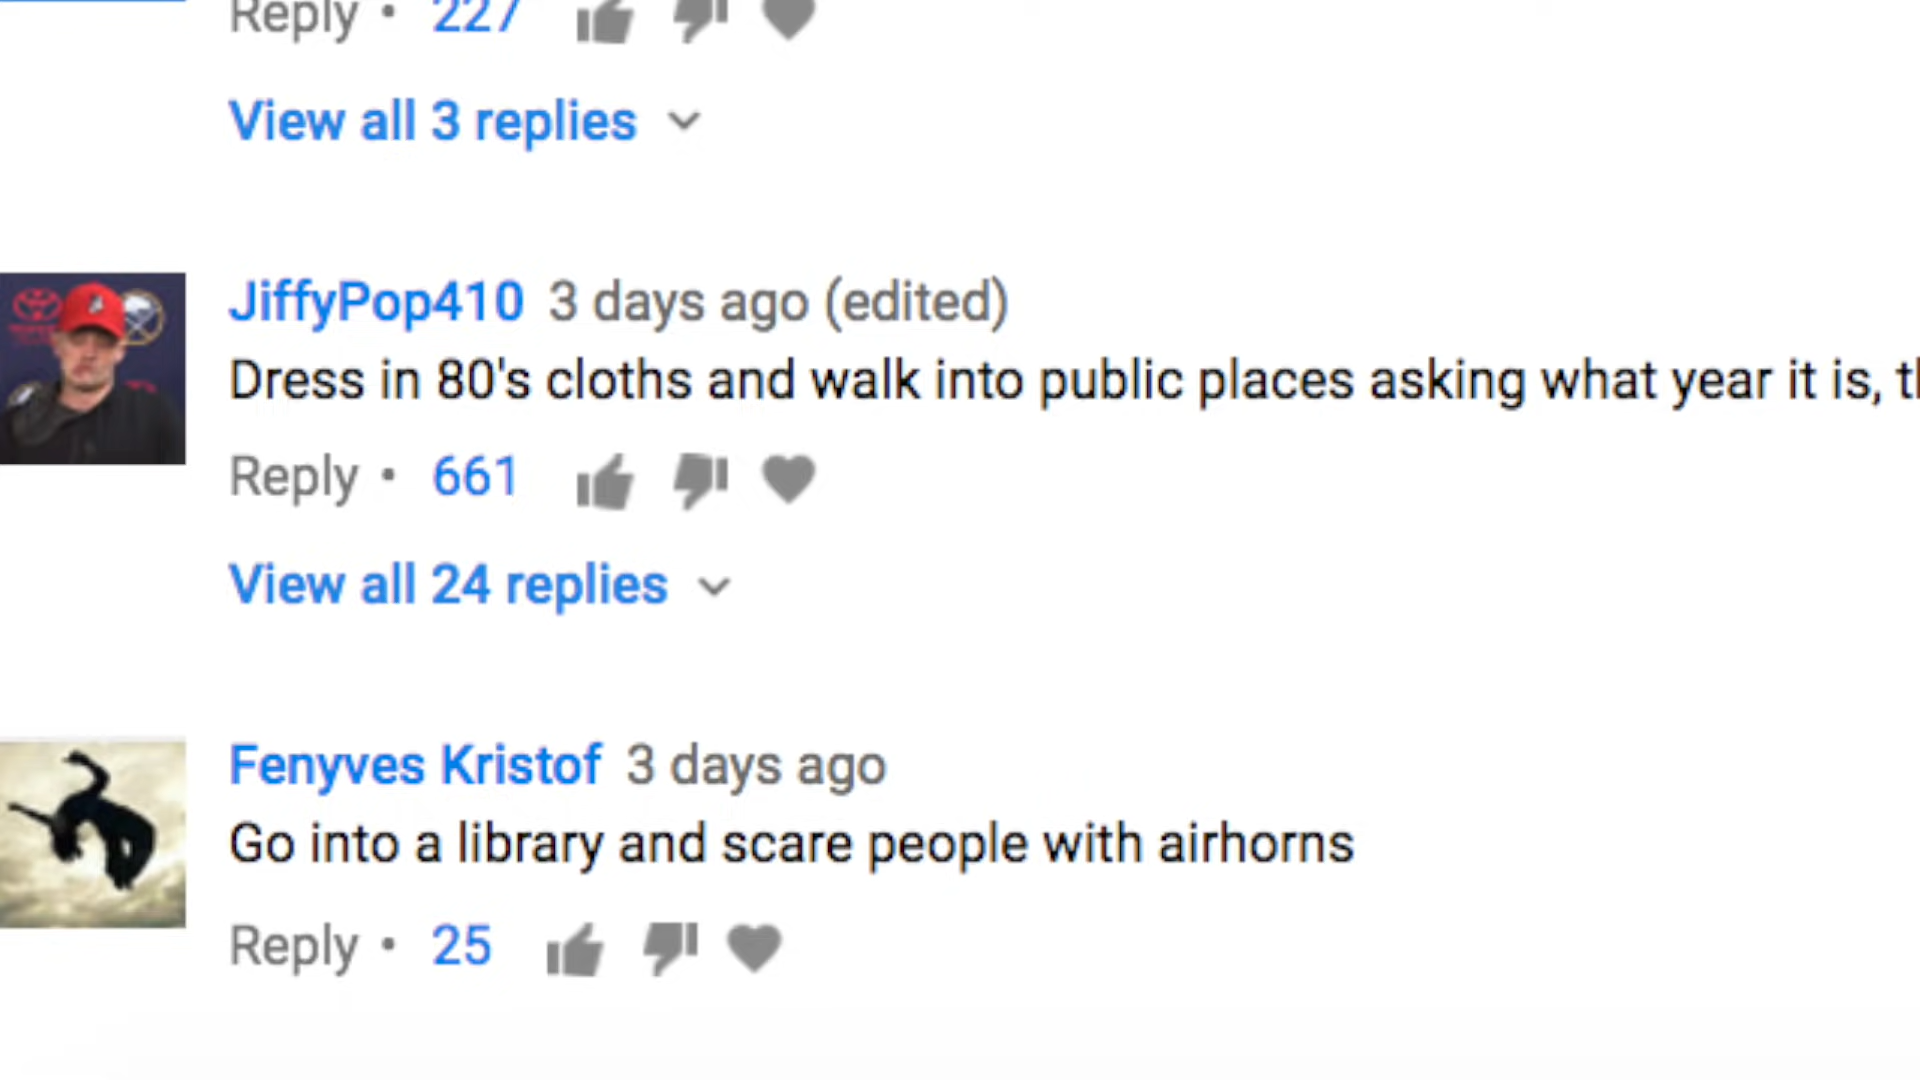 Reply • 227
View all 3 replies
JiffyPop410 3 days ago (edited)
Dress in 80's cloths and walk into public places asking what year it is,
Reply • 661
View all 24 replies
Fenyves Kristof 3 days ago
Go into a library and scare people with airhorns
Reply • 25